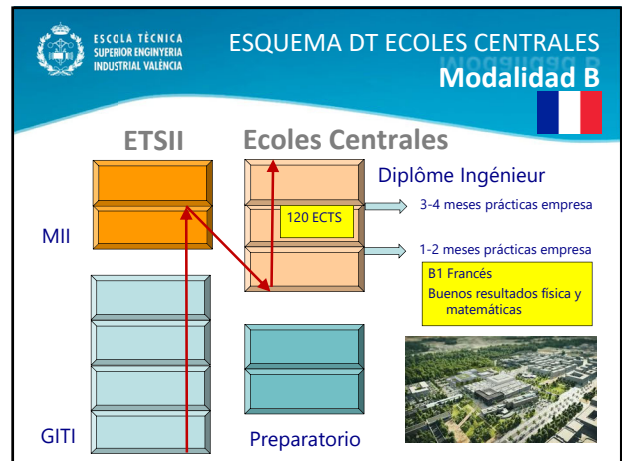 ESCOLA TÈCNICA
SUPERIOR ENGINYERIA
INDUSTRIAL VALÈNCIA
ESQUEMA DT ECOLES CENTRALES
Modalidad B
ETSII
Ecoles Centrales
Diplôme Ingénieur
120 ECTS
3-4 meses prácticas empresa
MII
1-2 meses prácticas empresa
B1 Francés
Buenos resultados física y
matemáticas
GITI
Preparatorio